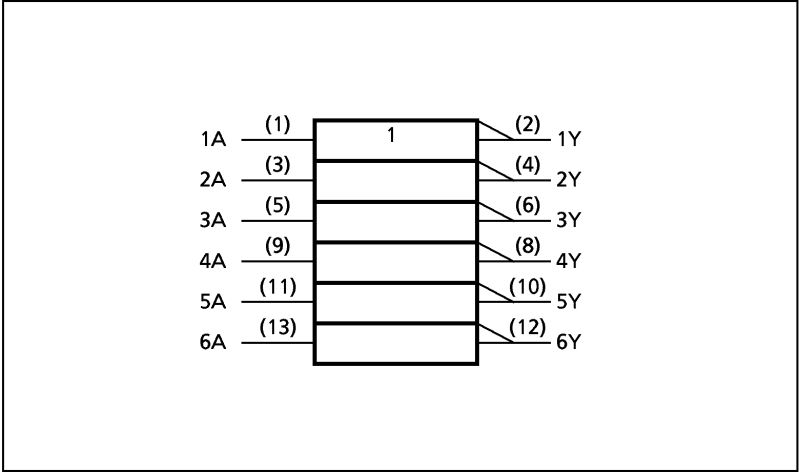 1A (1) 1 (2) 1Y
2A (3) (4) 2Y
3A (5) (6) 3Y
4A (9) (8) 4Y
5A (11) (10) 5Y
6A (13) (12) 6Y